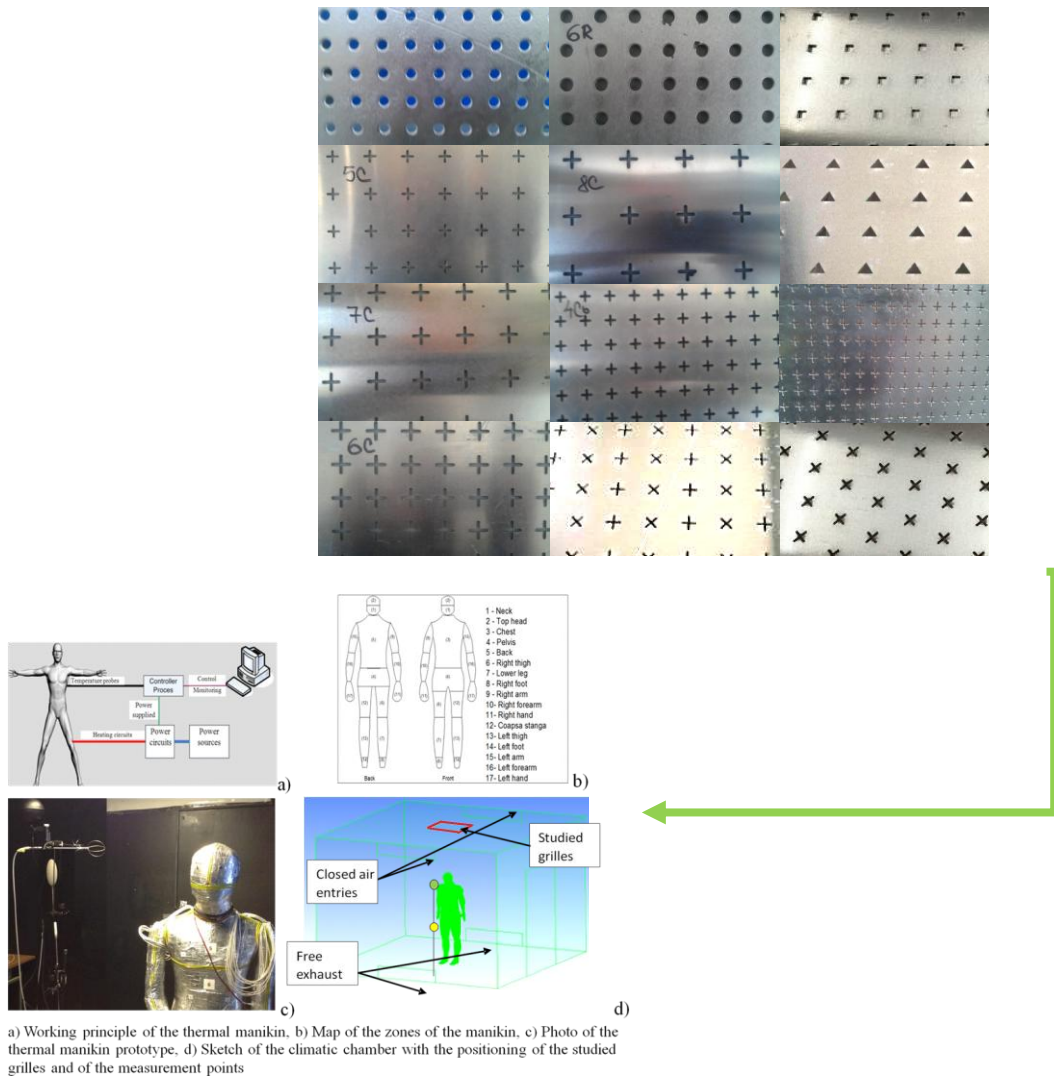 6R
5C
8C
7C
4C
6C
Temperature probes
Controller
Proces
Control
Monitoring
Power
supplied
Heating circuits
Power
circuits
Power
sources
a)
1 - Neck
2 - Top head
3 - Chest
4 - Pelvis
5 - Back
6 - Right thigh
7 - Lower leg
8 - Right foot
9 - Right arm
10- Right forearm
11- Right hand
12- Coapsa stanga
13- Left thigh
14- Left foot
15- Left arm
16- Left forearm
17- Left hand
Back
Front
b)
c)
Studied
grilles
Closed air
entries
Free
exhaust
d)
a) Working principle of the thermal manikin, b) Map of the zones of the manikin, c) Photo of the
thermal manikin prototype, d) Sketch of the climatic chamber with the positioning of the studied
grilles and of the measurement points